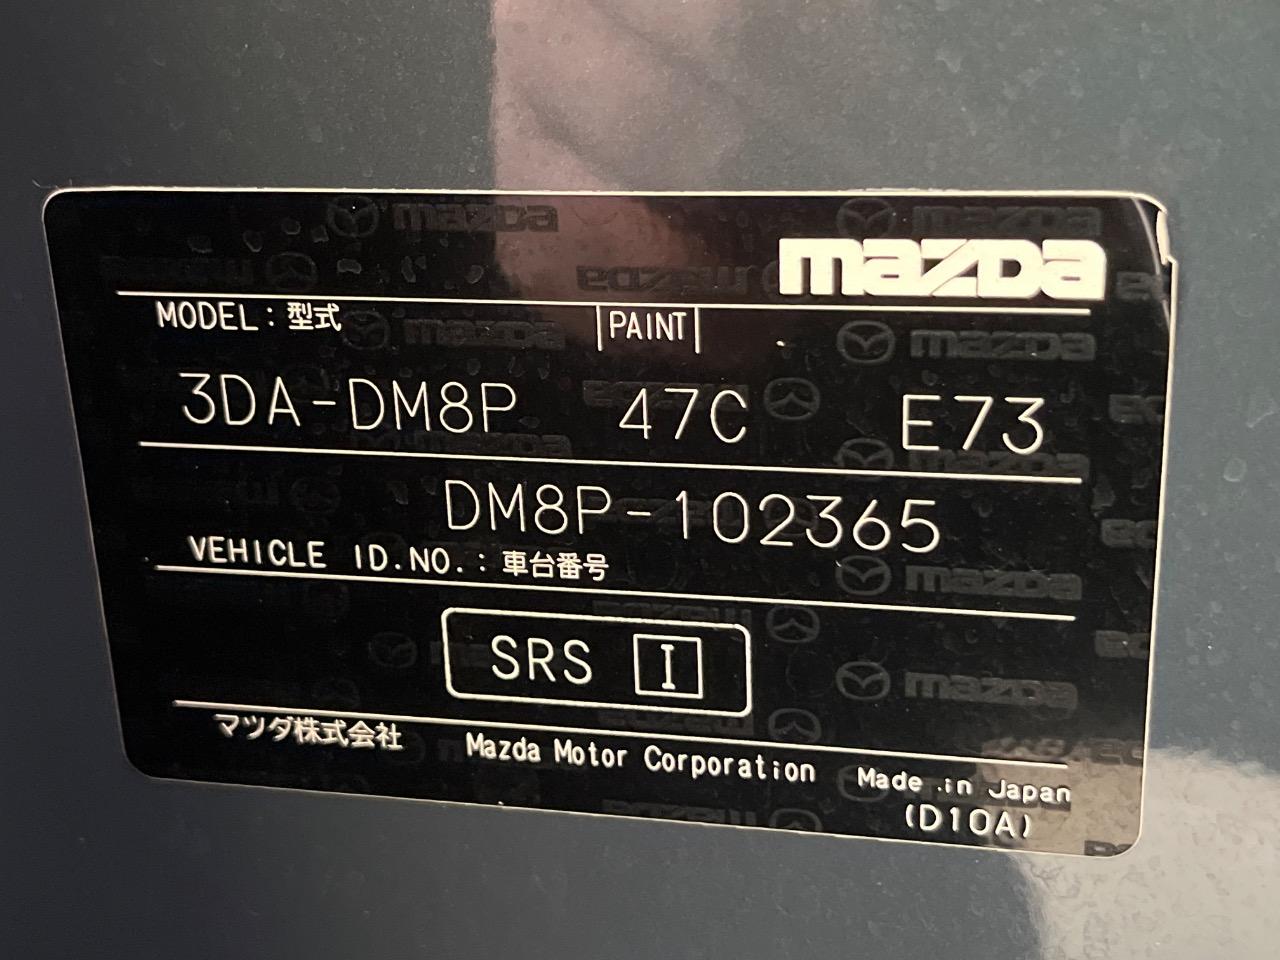 mazda
MODEL : 型式 PAINT
3DA-DM8P 47C E73
DM8P-102365
VEHICLE ID.NO. : 車台番号
SRS I
マツダ株式会社 Mazda Motor Corporation Made in Japan
(D10A)